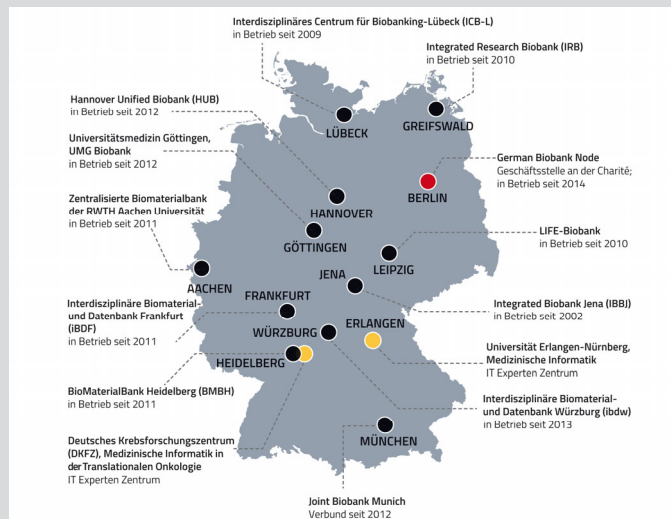 Interdisziplinäres Centrum für Biobanking-Lübeck (ICB-L)
in Betrieb seit 2009
Integrated Research Biobank (IRB)
in Betrieb seit 2010
Hannover Unified Biobank (HUB)
in Betrieb seit 2012
LÜBECK
GREIFSWALD
Universitätsmedizin Göttingen,
UMG Biobank
in Betrieb seit 2012
German Biobank Node
Geschäftsstelle an der Charité;
in Betrieb seit 2014
BERLIN
Zentralisierte Biomaterialbank
der RWTH Aachen Universität
in Betrieb seit 2011
HANNOVER
GÖTTINGEN
LIFE-Biobank
in Betrieb seit 2010
LEIPZIG
JENA
AACHEN
FRANKFURT
Interdisziplinäre Biomaterial-
und Datenbank Frankfurt
(iBDF)
in Betrieb seit 2011
Integrated Biobank Jena (IBBJ)
in Betrieb seit 2002
WÜRZBURG
ERLANGEN
Universität Erlangen-Nürnberg,
Medizinische Informatik
IT Experten Zentrum
HEIDELBERG
BioMaterialBank Heidelberg (BMBH)
in Betrieb seit 2011
Interdisziplinäre Biomaterial-
und Datenbank Würzburg (ibdw)
in Betrieb seit 2013
Deutsches Krebsforschungszentrum
(DKFZ), Medizinische Informatik in
der Translationalen Onkologie
IT Experten Zentrum
MÜNCHEN
Joint Biobank Munich
Verbund seit 2012